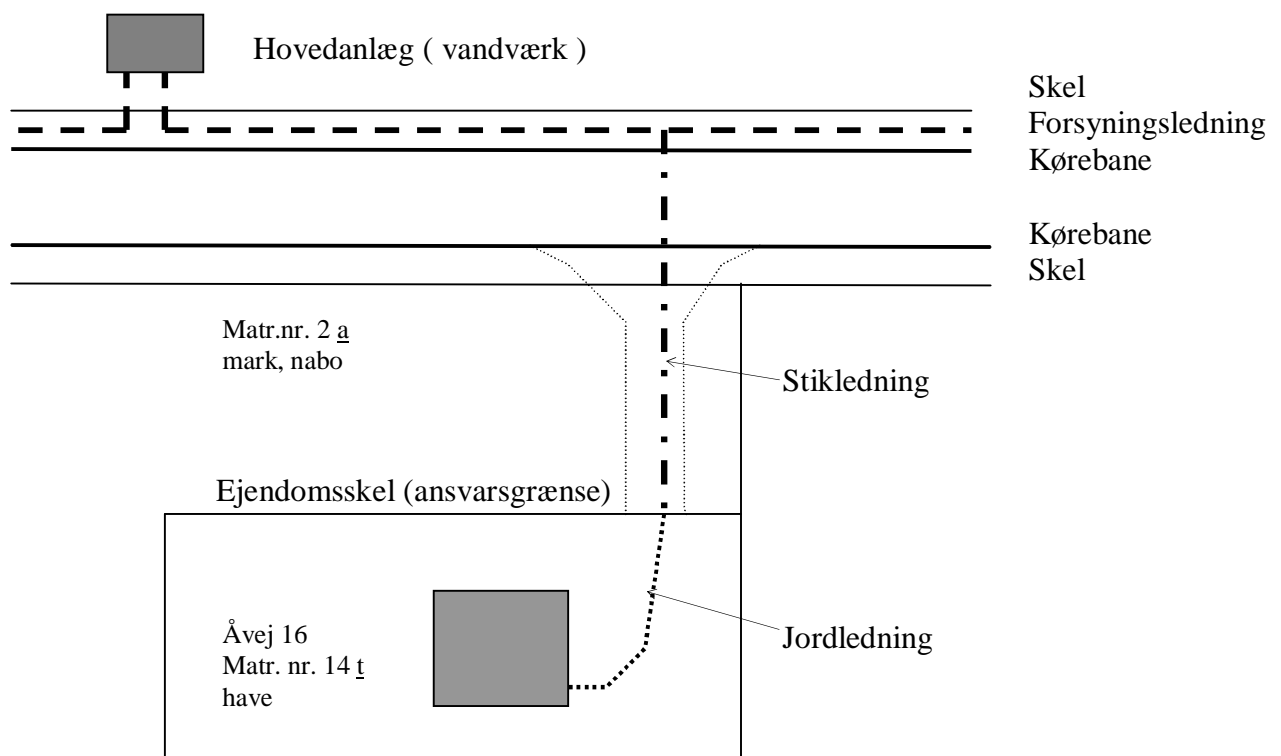 Hovedanlæg ( vandværk )
Skel
Forsyningsledning
Kørebane
Kørebane
Skel
Matr.nr. 2 a
mark, nabo
Stikledning
Ejendomsskel (ansvarsgrænse)
Åvej 16
Matr. nr. 14 t
have
Jordledning